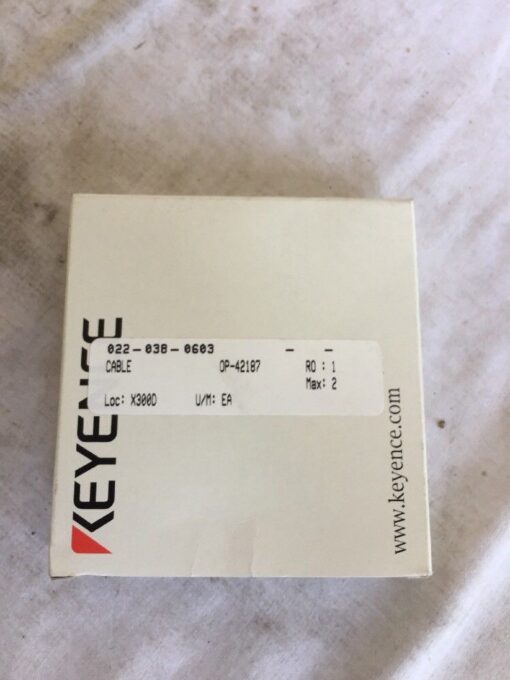 KEYENCE
022-038-0603 - -
CABLE OP-42187 RO : 1
Max: 2
Loc: X300D U/M: EA
www.keyence.com